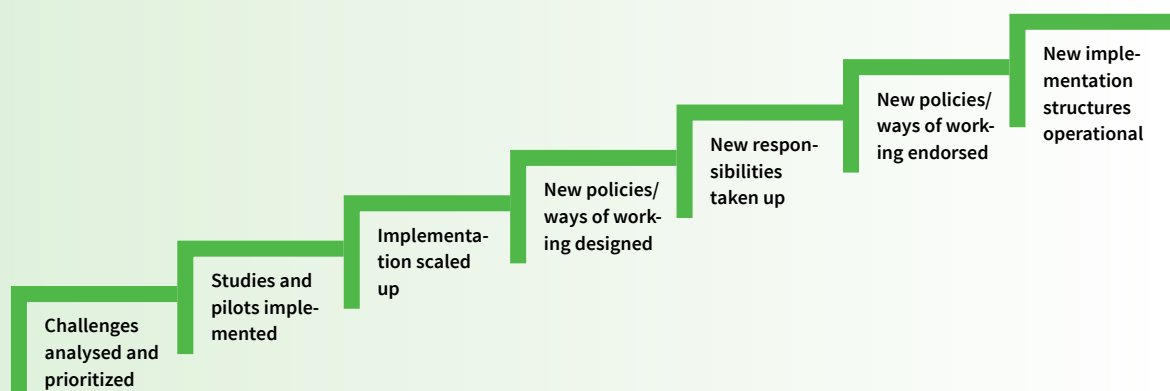 Challenges
analysed and
prioritized
Studies and
pilots imple-
mented
Implementa-
tion scaled
up
New policies/
ways of work-
ing designed
New respon-
sibilities
taken up
New policies/
ways of work-
ing endorsed
New imple-
mentation
structures
operational